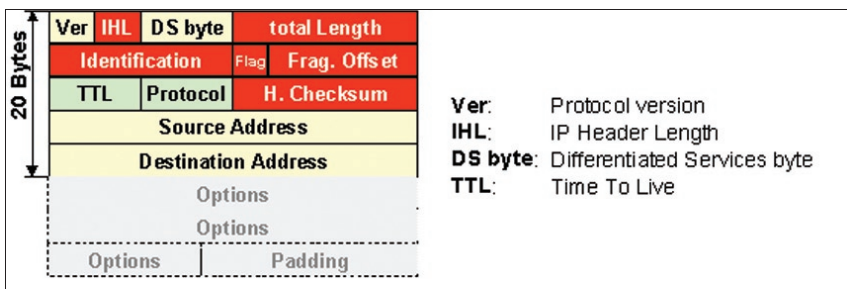 20 Bytes
Ver IHL DS byte total Length
Identification Flag Frag. Offset
TTL Protocol H. Checksum
Source Address
Destination Address
Options
Options
Options Padding
Ver: Protocol version
IHL: IP Header Length
DS byte: Differentiated Services byte
TTL: Time To Live